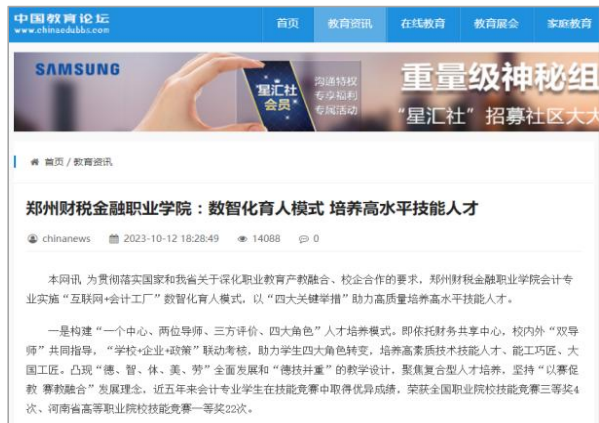 中国教育论坛
www.chinaedubbs.com
首页 教育资讯 在线教育 教育展会 家庭教育
SAMSUNG
星汇社
会员
沟通特权
专享福利
专属活动
重量级神秘组
“星汇社”招募社区大大
首页 / 教育资讯
郑州财税金融职业学院：数智化育人模式 培养高水平技能人才
chinanews 2023-10-12 18:28:49 14088 0
本网讯 为贯彻落实国家和我省关于深化职业教育产教融合、校企合作的要求，郑州财税金融职业学院会计专
业实施“互联网+会计工厂”数智化育人模式，以“四大关键举措”助力高质量培养高水平技能人才。
一是构建“一个中心、两位导师、三方评价、四大角色”人才培养模式。即依托财务共享中心，校内外“双导
师”共同指导，“学校+企业+政策”联动考核，助力学生四大角色转变，培养高素质技术技能人才、能工巧匠、大
国工匠。凸现“德、智、体、美、劳”全面发展和“德技并重”的教学设计，聚焦复合型人才培养，坚持“以赛促
教 赛教融合”发展理念，近五年来会计专业学生在技能竞赛中取得优异成绩，荣获全国职业院校技能竞赛三等奖4
次、河南省高等职业院校技能竞赛一等奖22次。